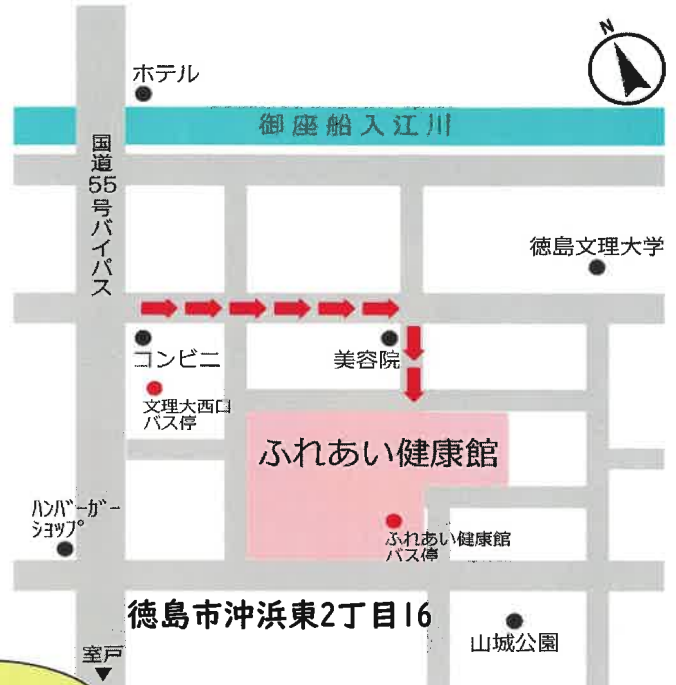 N
ホテル
御座船入江川
国道55号バイパス
徳島文理大学
コンビニ
美容院
文理大西口
バス停
ふれあい健康館
ハンバーガー
ショップ
ふれあい健康館
バス停
徳島市沖浜東2丁目16
山城公園
室戸